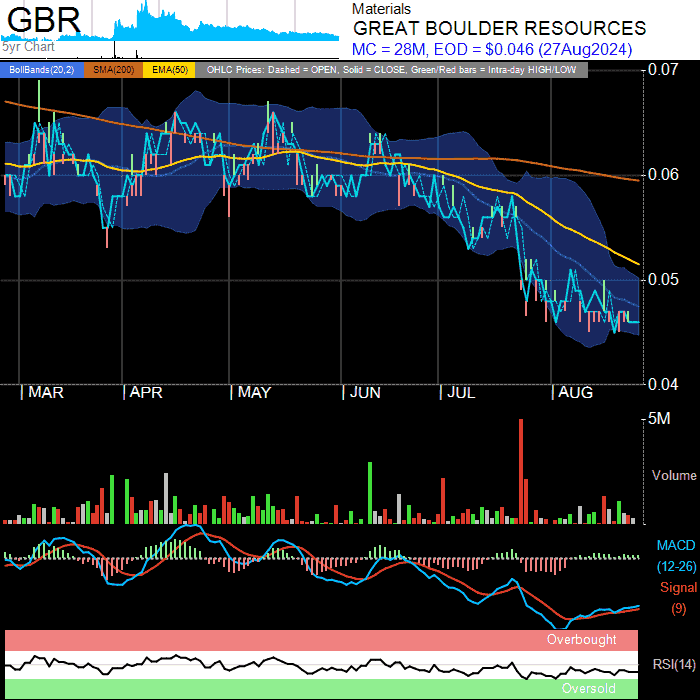 GBR
5yr Chart
Materials
GREAT BOULDER RESOURCES
MC = 28M, EOD = $0.046 (27Aug2024)
BollBands(20,2) SMA(200) EMA(50) OHLC Prices: Dashed = OPEN, Solid = CLOSE, Green/Red bars = Intra-day HIGH/LOW
0.07
0.06
0.05
0.04
MAR APR MAY JUN JUL AUG
5M
Volume
MACD
(12-26)
Signal
(9)
Overbought
RSI(14)
Oversold